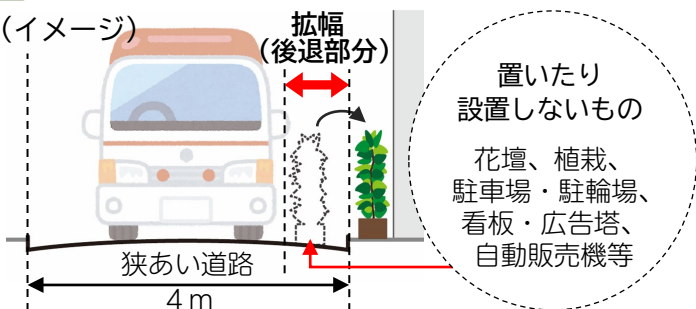 (イメージ)
拡幅
(後退部分)
置いたり
設置しないもの
花壇、植栽、
駐車場・駐輪場、
看板・広告塔、
自動販売機等
狭あい道路
4m